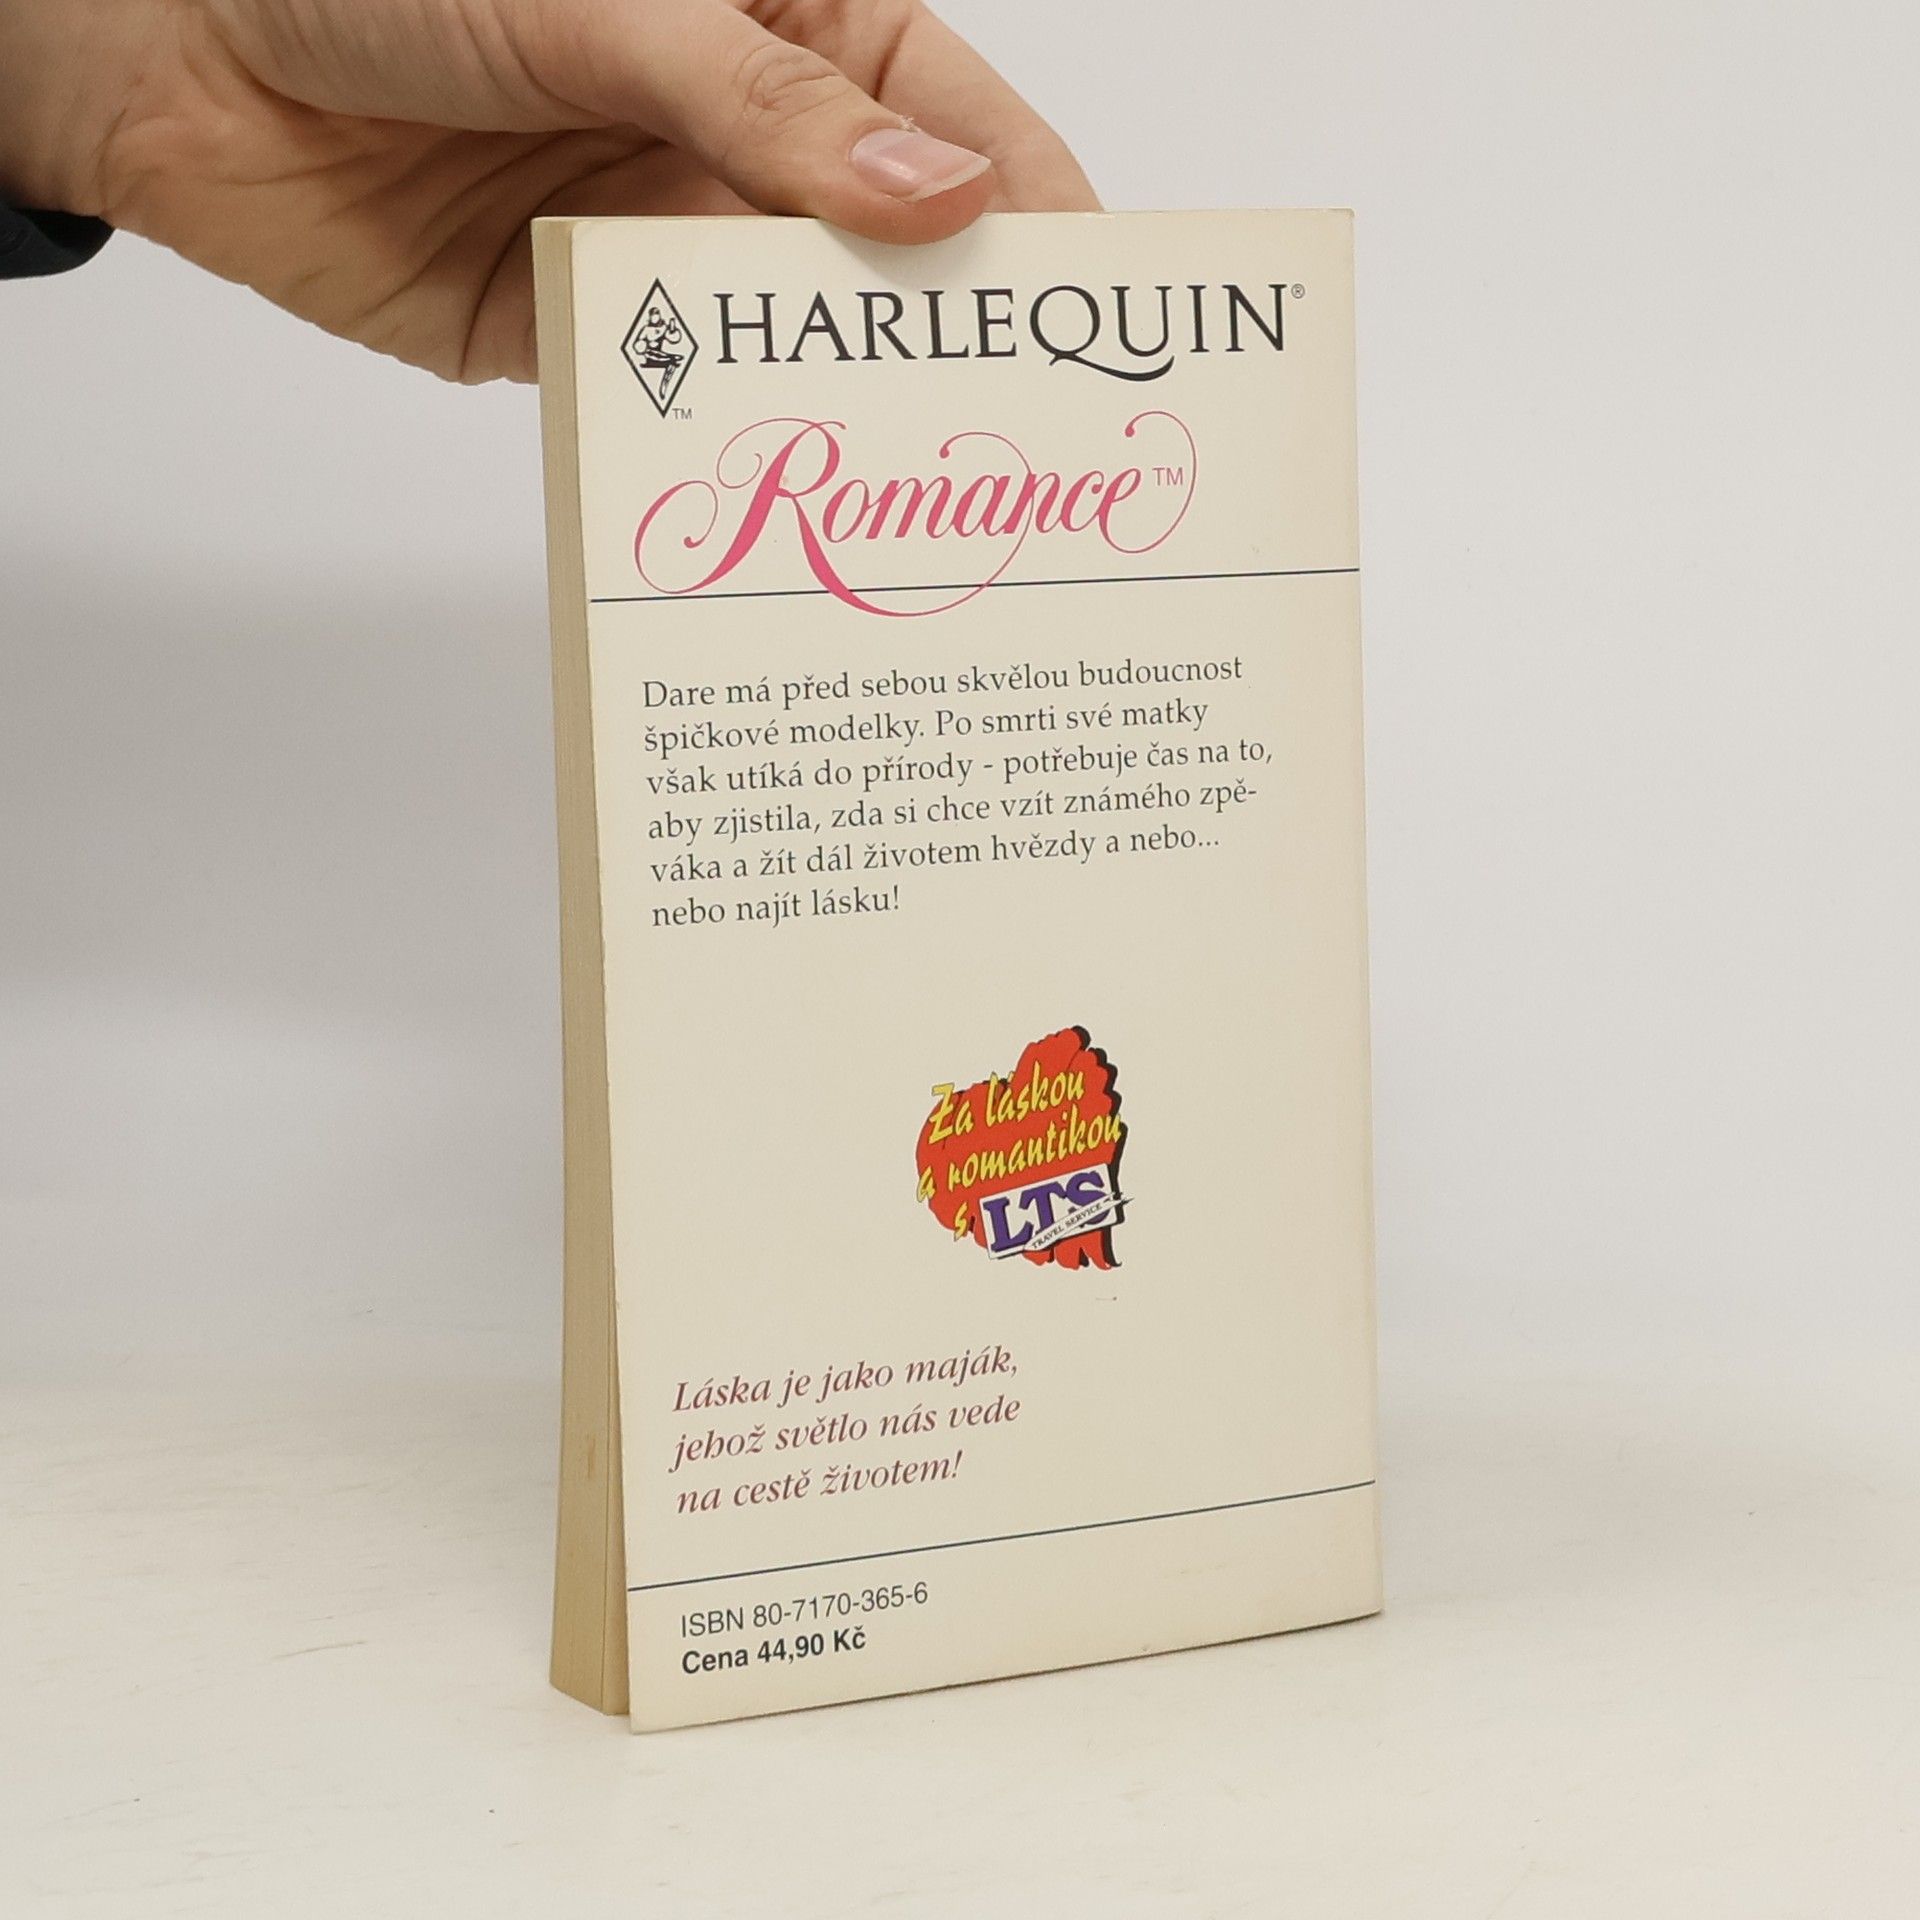 HARLEQUIN®
TM
Romance™
Dare má před sebou skvělou budoucnost
špičkové modelky. Po smrti své matky
však utíká do přírody - potřebuje čas na to,
aby zjistila, zda si chce vzít známého zpě-
váka a žít dál životem hvězdy a nebo...
nebo najít lásku!
Za láskou
a romantikou
s LTS
TRAVEL SERVICE
Láska je jako maják,
jehož světlo nás vede
na cestě životem!
ISBN 80-7170-365-6
Cena 44,90 Kč